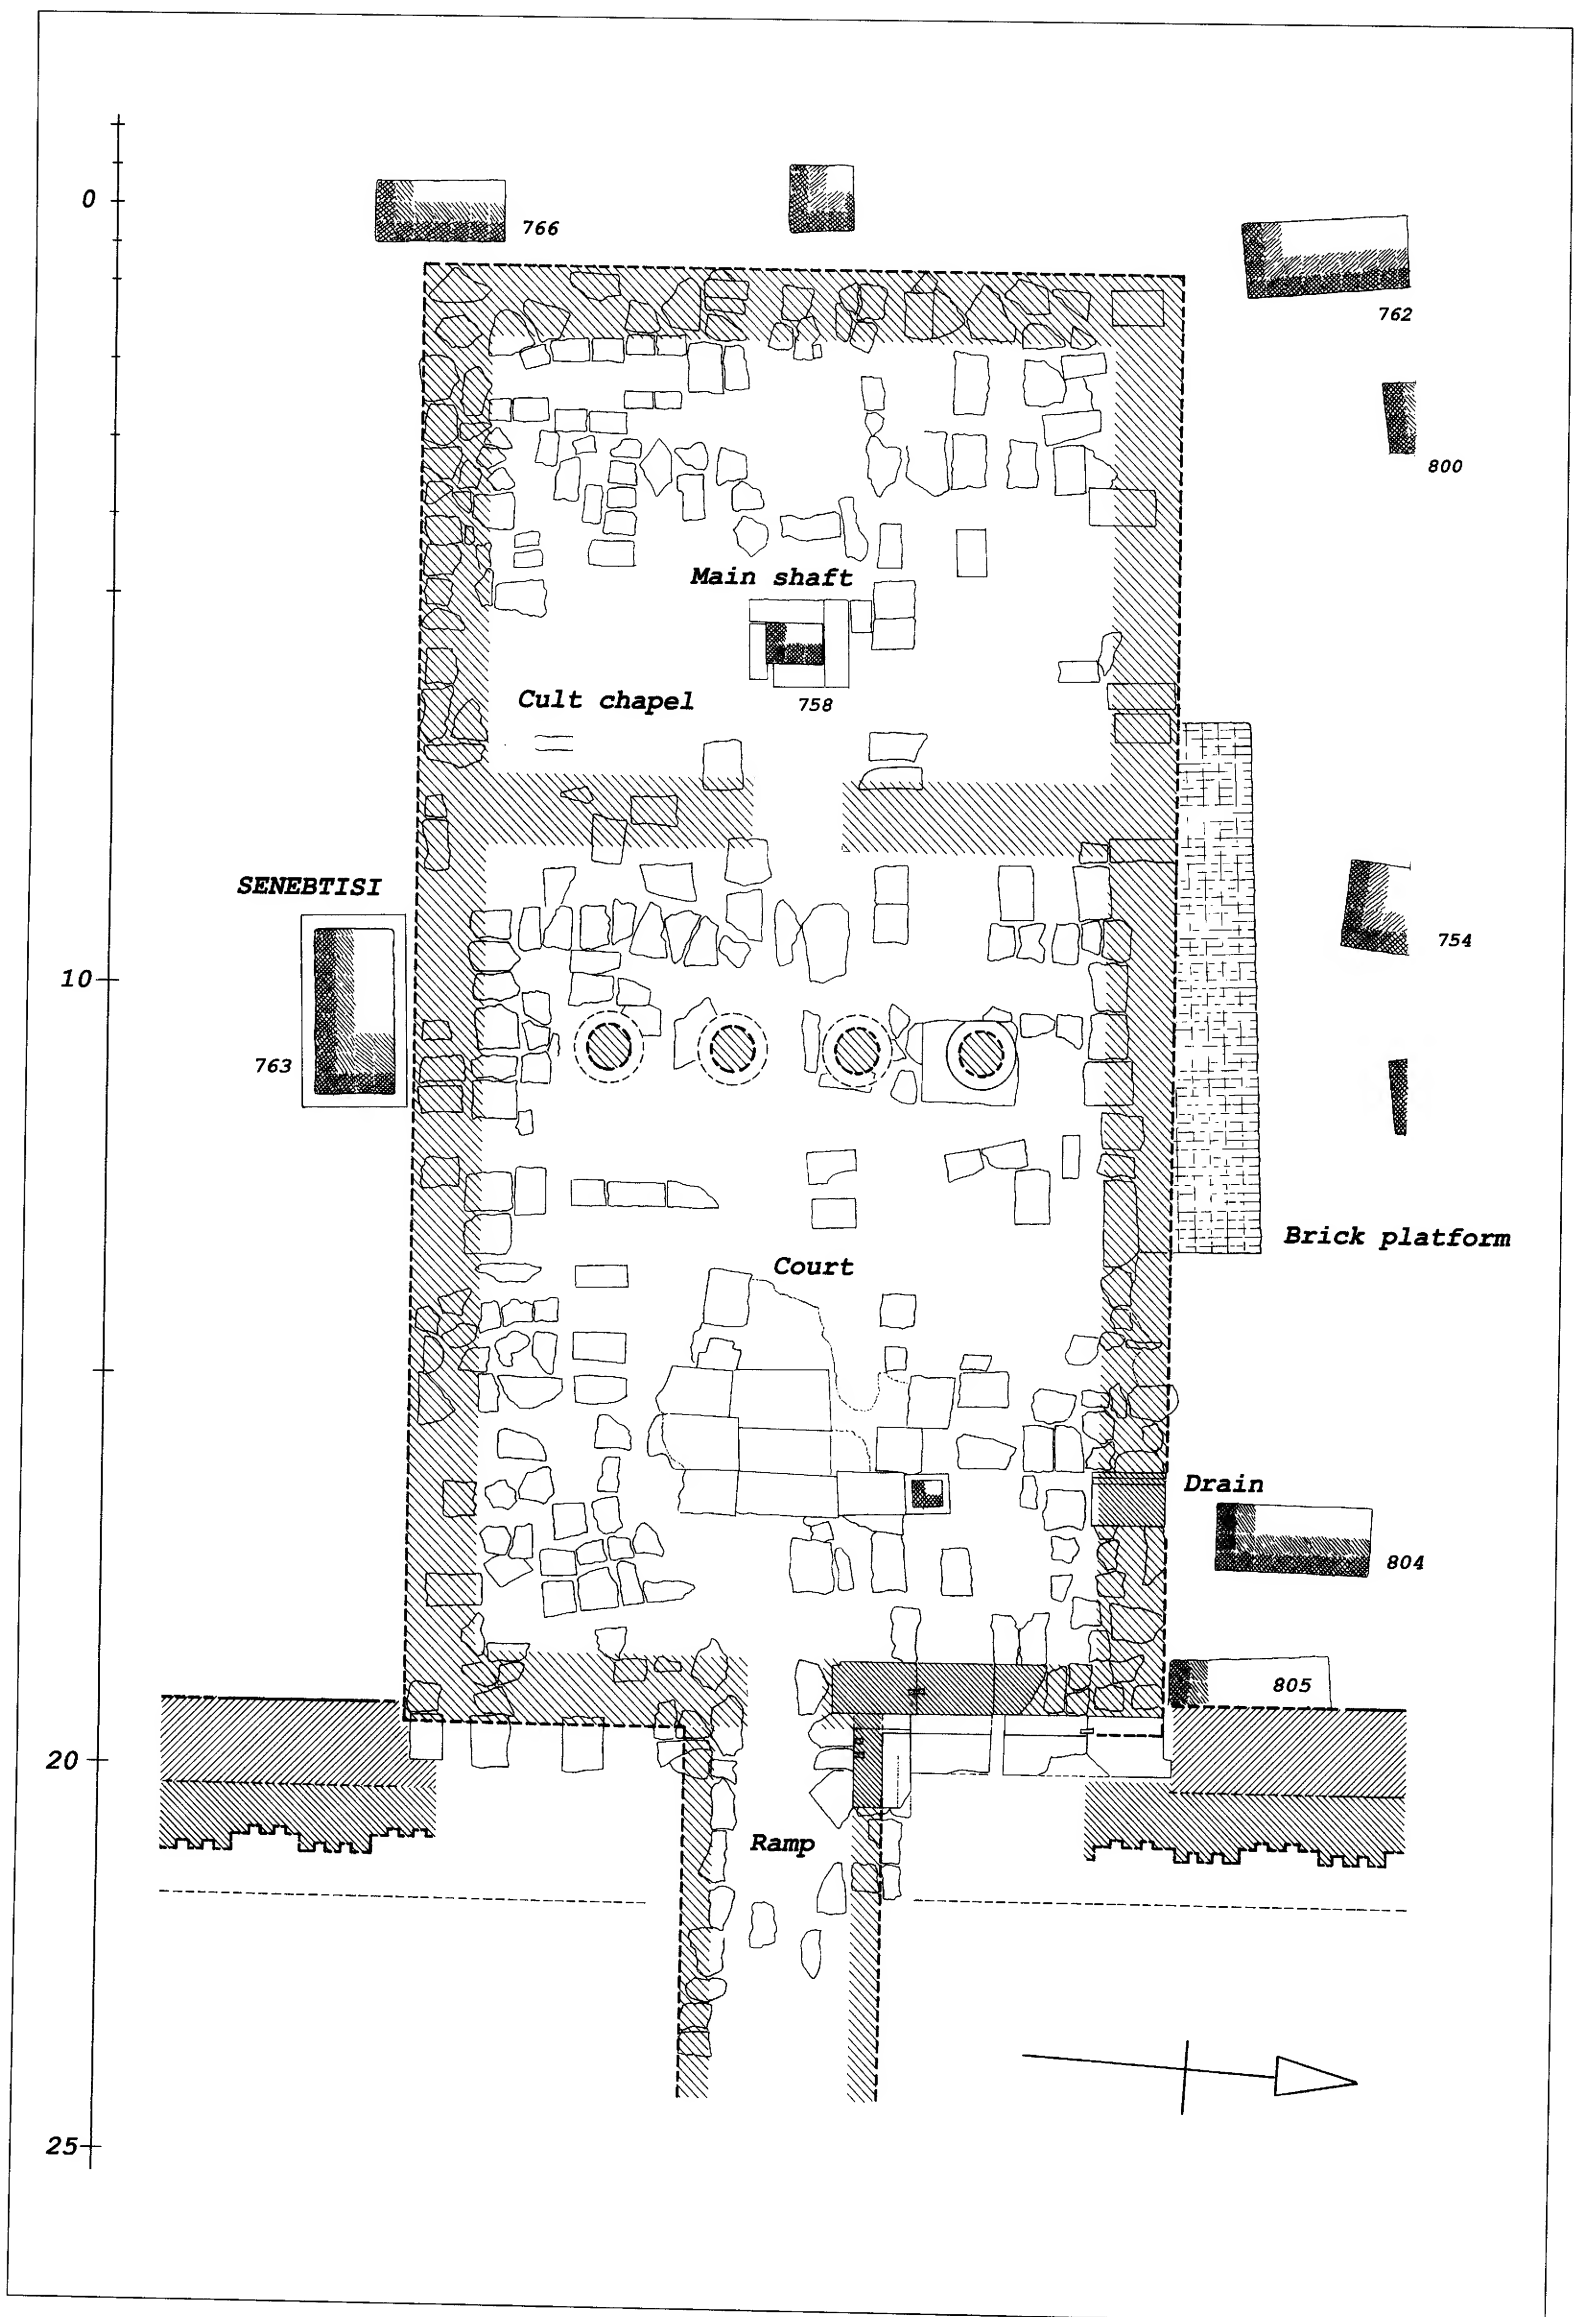 0
766
762
800
Main shaft
Cult chapel
758
SENEBTISI
754
10
763
Brick platform
Court
Drain
804
805
20
Ramp
25